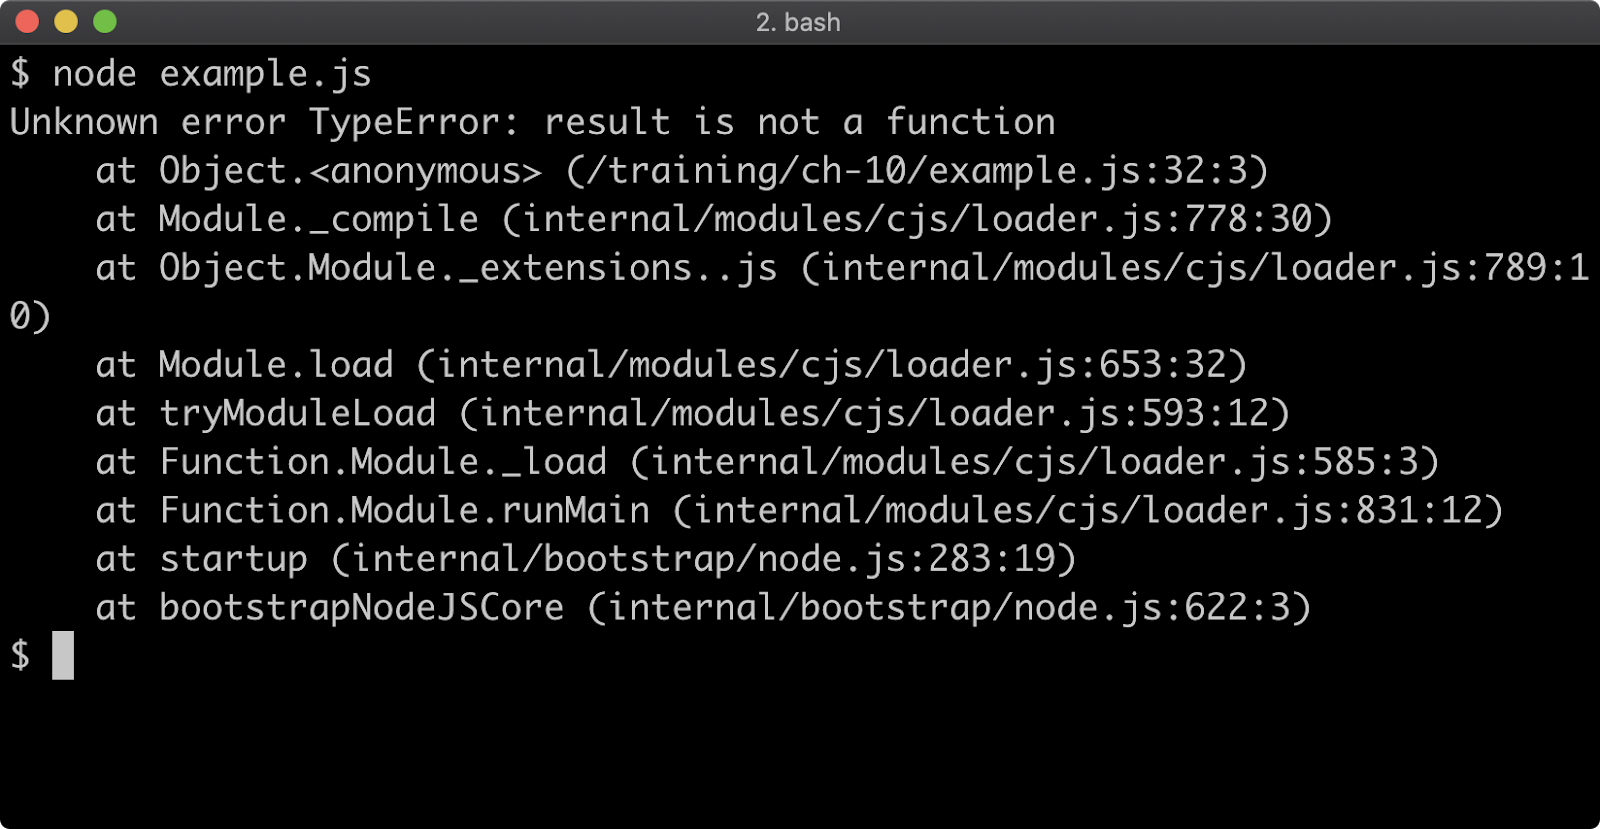 2. bash
$ node example.js
Unknown error TypeError: result is not a function
    at Object.<anonymous> (/training/ch-10/example.js:32:3)
    at Module._compile (internal/modules/cjs/loader.js:778:30)
    at Object.Module._extensions..js (internal/modules/cjs/loader.js:789:1
0)
    at Module.load (internal/modules/cjs/loader.js:653:32)
    at tryModuleLoad (internal/modules/cjs/loader.js:593:12)
    at Function.Module._load (internal/modules/cjs/loader.js:585:3)
    at Function.Module.runMain (internal/modules/cjs/loader.js:831:12)
    at startup (internal/bootstrap/node.js:283:19)
    at bootstrapNodeJSCore (internal/bootstrap/node.js:622:3)
$